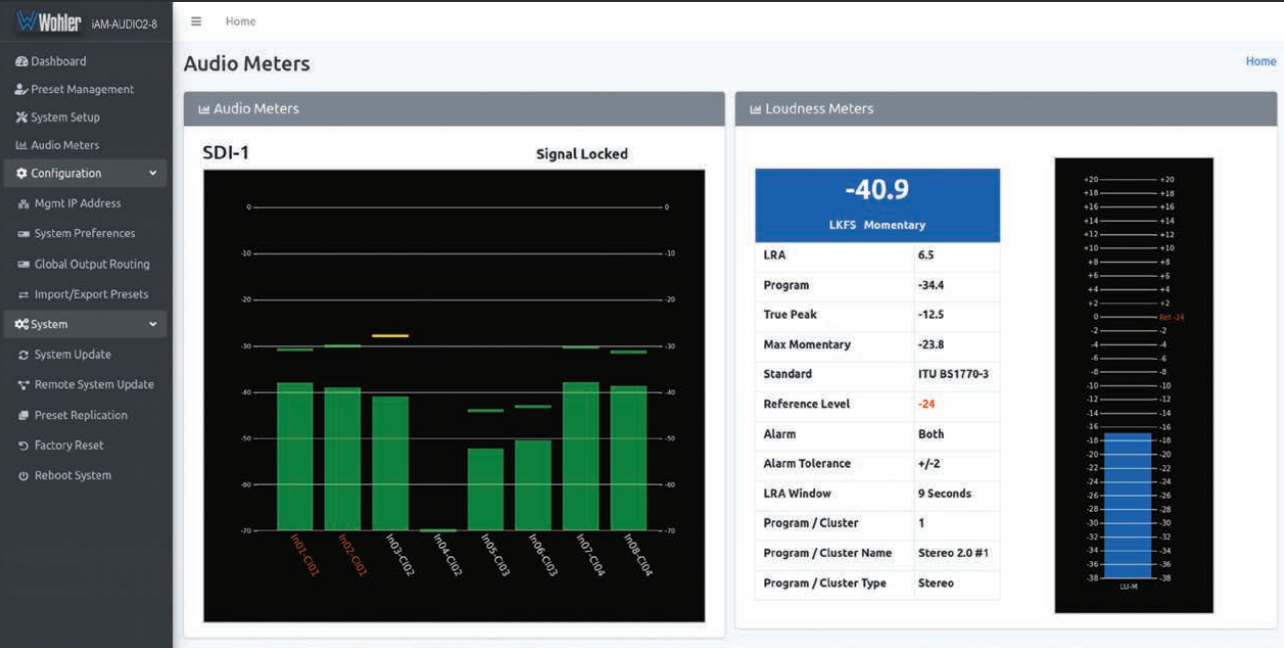 Wohler iAM-AUDIO2-8
Dashboard
Preset Management
System Setup
Audio Meters
Configuration
Mgmt IP Address
System Preferences
Global Output Routing
Import/Export Presets
System
System Update
Remote System Update
Preset Replication
Factory Reset
Reboot System
Home
Audio Meters
Home
Audio Meters
SDI-1 Signal Locked
0 0
-10 -10
-20 -20
-30 -30
-40 -40
-50 -50
-60 -60
-70 -70
In01-Cl01 In02-Cl01 In03-Cl02 In04-Cl02 In05-Cl03 In06-Cl03 In07-Cl04 In08-Cl04
Loudness Meters
-40.9
LKFS Momentary
LRA 6.5
Program -34.4
True Peak -12.5
Max Momentary -23.8
Standard ITU BS1770-3
Reference Level -24
Alarm Both
Alarm Tolerance +/-2
LRA Window 9 Seconds
Program / Cluster 1
Program / Cluster Name Stereo 2.0 #1
Program / Cluster Type Stereo
+20 +20
+18 +18
+16 +16
+14 +14
+12 +12
+10 +10
+8 +8
+6 +6
+4 +4
+2 +2
0 Ref -24
-2 -2
-4 -4
-6 -6
-8 -8
-10 -10
-12 -12
-14 -14
-16 -16
-18 -18
-20 -20
-22 -22
-24 -24
-26 -26
-28 -28
-30 -30
-32 -32
-34 -34
-36 -36
-38 -38
LU-M